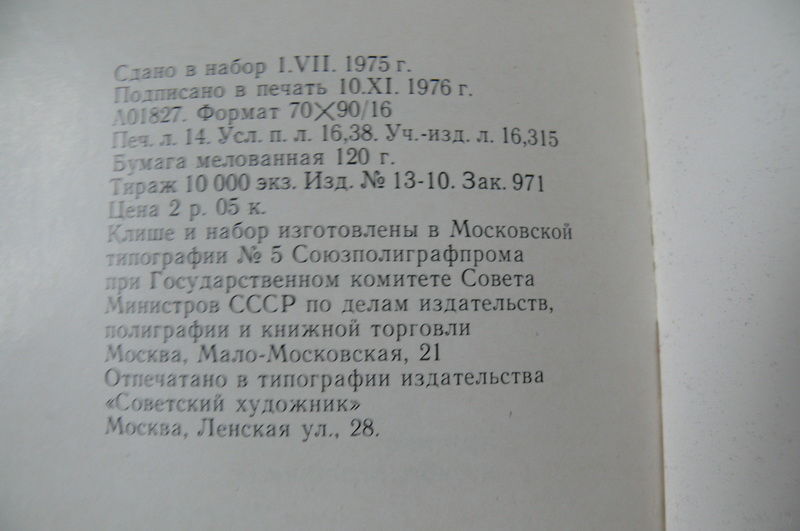 Сдано в набор 1.VII. 1975 г.
Подписано в печать 10.XI. 1976 г.
А01827. Формат 70×90/16
Печ. л. 14. Усл. п. л. 16,38. Уч.-изд. л. 16,315
Бумага мелованная 120 г.
Тираж 10 000 экз. Изд. № 13-10. Зак. 971
Цена 2 р. 05 к.
Клише и набор изготовлены в Московской
типографии № 5 Союзполиграфпрома
при Государственном комитете Совета
Министров СССР по делам издательств,
полиграфии и книжной торговли
Москва, Мало-Московская, 21
Отпечатано в типографии издательства
«Советский художник»
Москва, Ленская ул., 28.